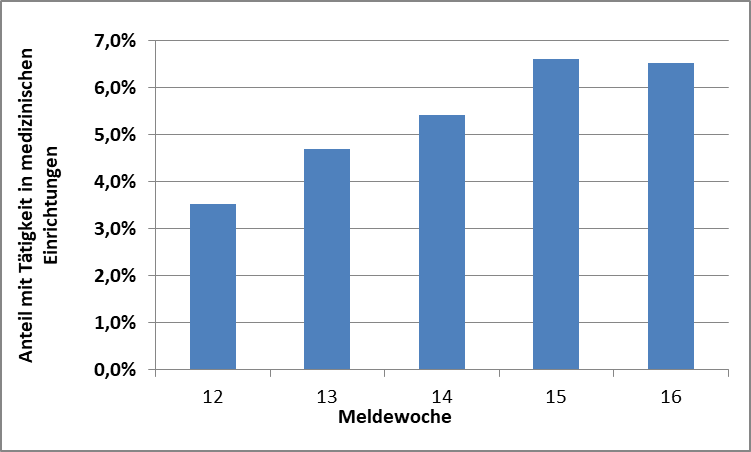 Anteil mit Tätigkeit in medizinischen
Einrichtungen
7,0%
6,0%
5,0%
4,0%
3,0%
2,0%
1,0%
0,0%
12 13 14 15 16
Meldewoche